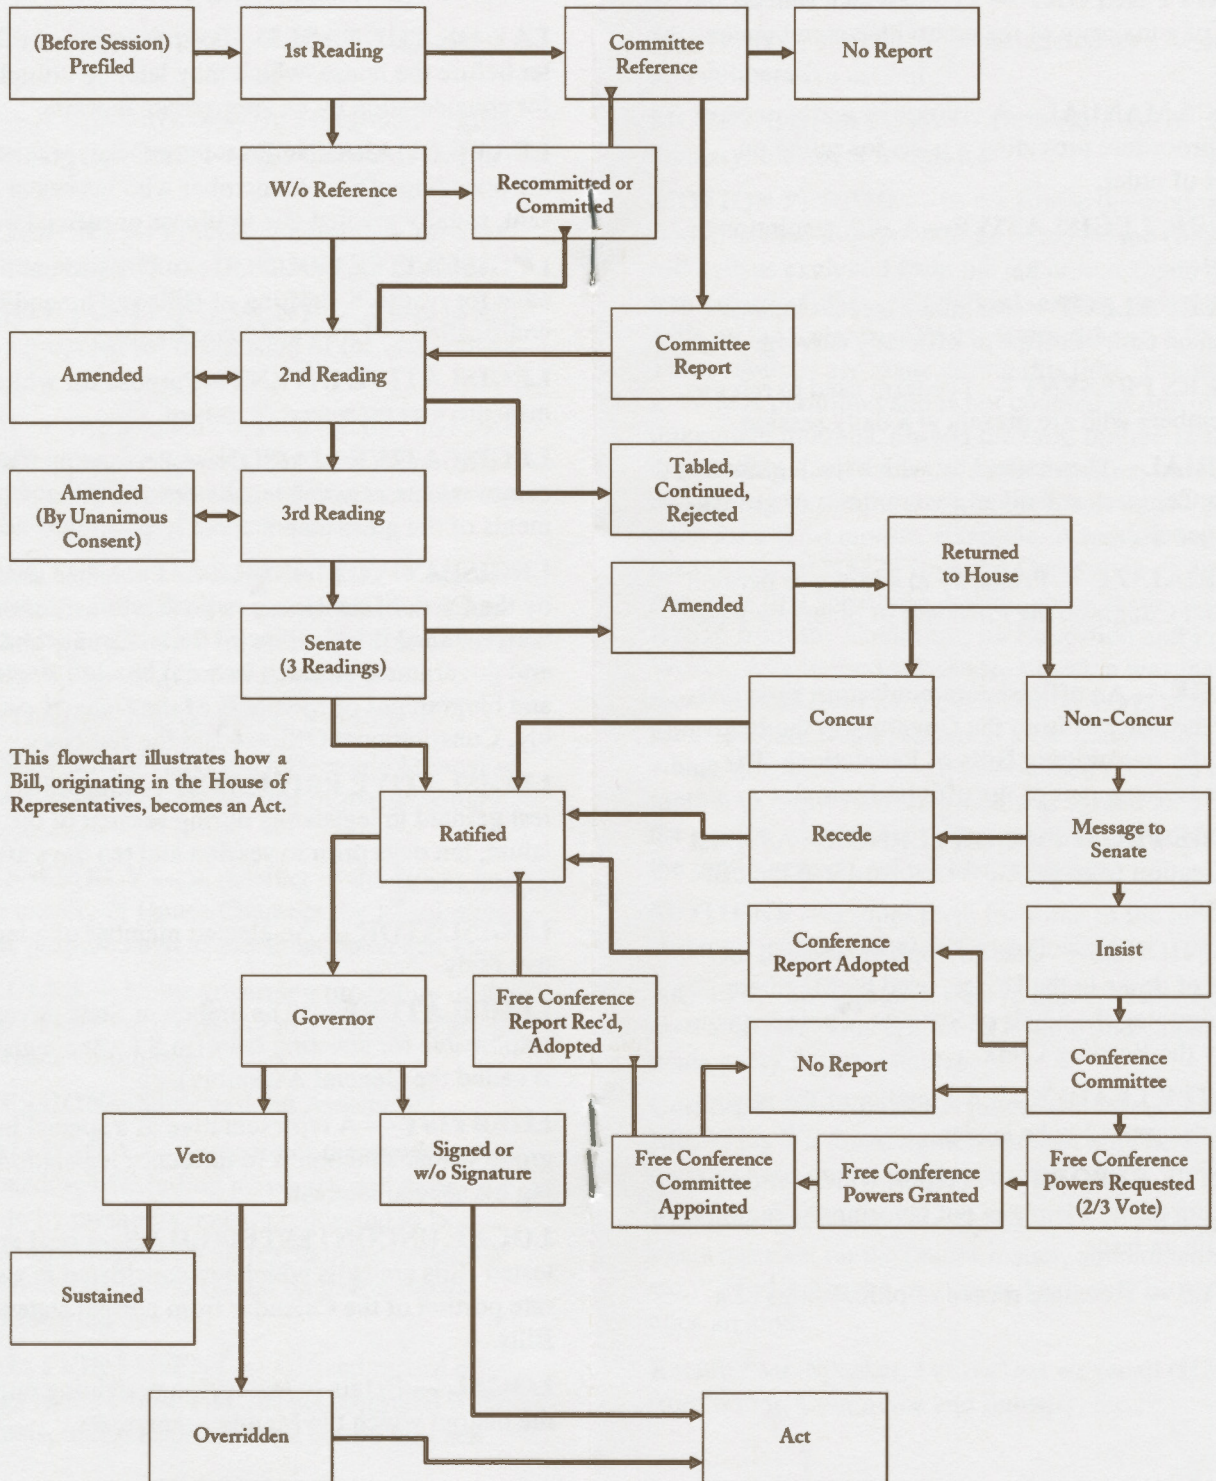 (Before Session)
Prefiled
1st Reading
Committee
Reference
No Report
W/o Reference
Recommitted or
Committed
Amended
2nd Reading
Committee
Report
Amended
(By Unanimous
Consent)
3rd Reading
Tabled,
Continued,
Rejected
Returned
to House
Amended
Senate
(3 Readings)
Concur
Non-Concur
This flowchart illustrates how a
Bill, originating in the House of
Representatives, becomes an Act.
Ratified
Recede
Message to
Senate
Conference
Report Adopted
Insist
Governor
Free Conference
Report Rec'd,
Adopted
No Report
Conference
Committee
Veto
Signed or
w/o Signature
Free Conference
Committee
Appointed
Free Conference
Powers Granted
Free Conference
Powers Requested
(2/3 Vote)
Sustained
Overridden
Act